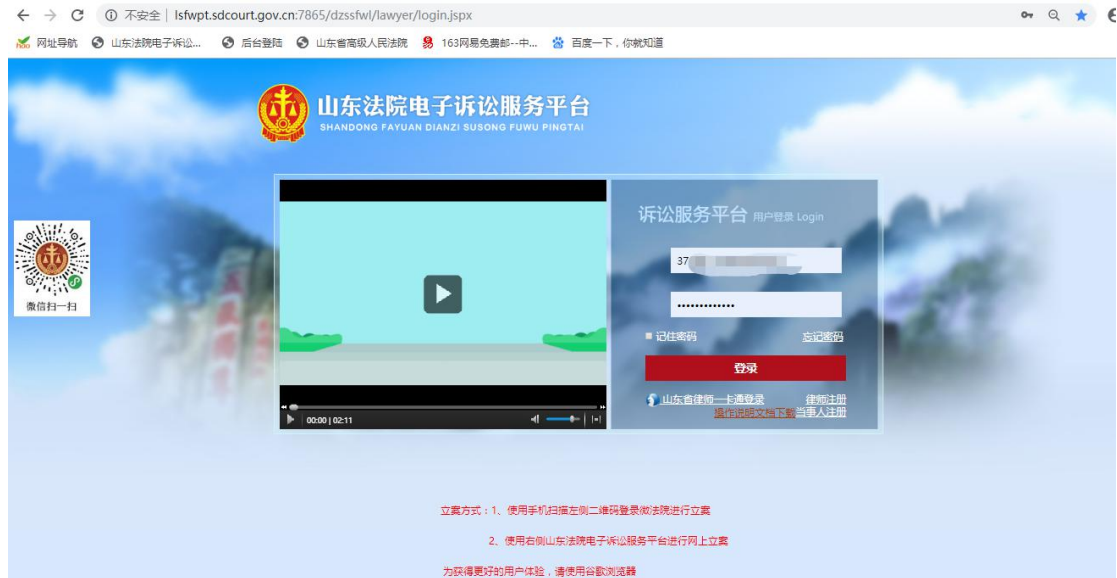 不安全 | lsfwpt.sdcourt.gov.cn:7865/dzssfwl/lawyer/login.jspx
网址导航 山东法院电子诉讼... 后台登陆 山东省高级人民法院 163网易免费邮--中... 百度一下,你就知道
山东法院电子诉讼服务平台
SHANDONG FAYUAN DIANZI SUSONG FUWU PINGTAI
微信扫一扫
00:00 | 02:11
诉讼服务平台 用户登录 Login
37
记住密码 忘记密码
登录
山东省律师一卡通登录 律师注册
操作说明文档下载 当事人注册
立案方式:1、使用手机扫描左侧二维码登录微法院进行立案
2、使用右侧山东法院电子诉讼服务平台进行网上立案
为获得更好的用户体验,请使用谷歌浏览器